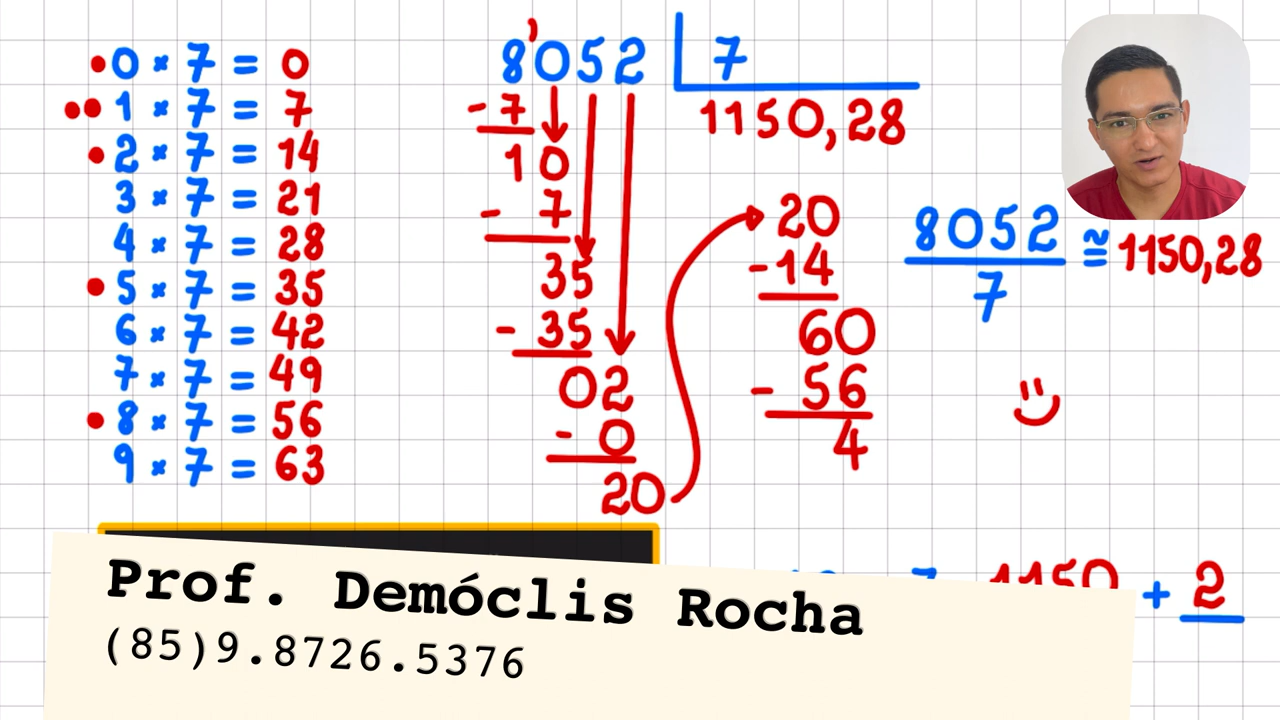 0 × 7 = 0
1 × 7 = 7
2 × 7 = 14
3 × 7 = 21
4 × 7 = 28
5 × 7 = 35
6 × 7 = 42
7 × 7 = 49
8 × 7 = 56
9 × 7 = 63
8'052 7
1150,28
- 7
10
- 7
35
- 35
02
- 0
20
20
- 14
60
- 56
4
8052 ≅ 1150,28
7
1150 + 2
Prof. Demóclis Rocha
(85)9.8726.5376